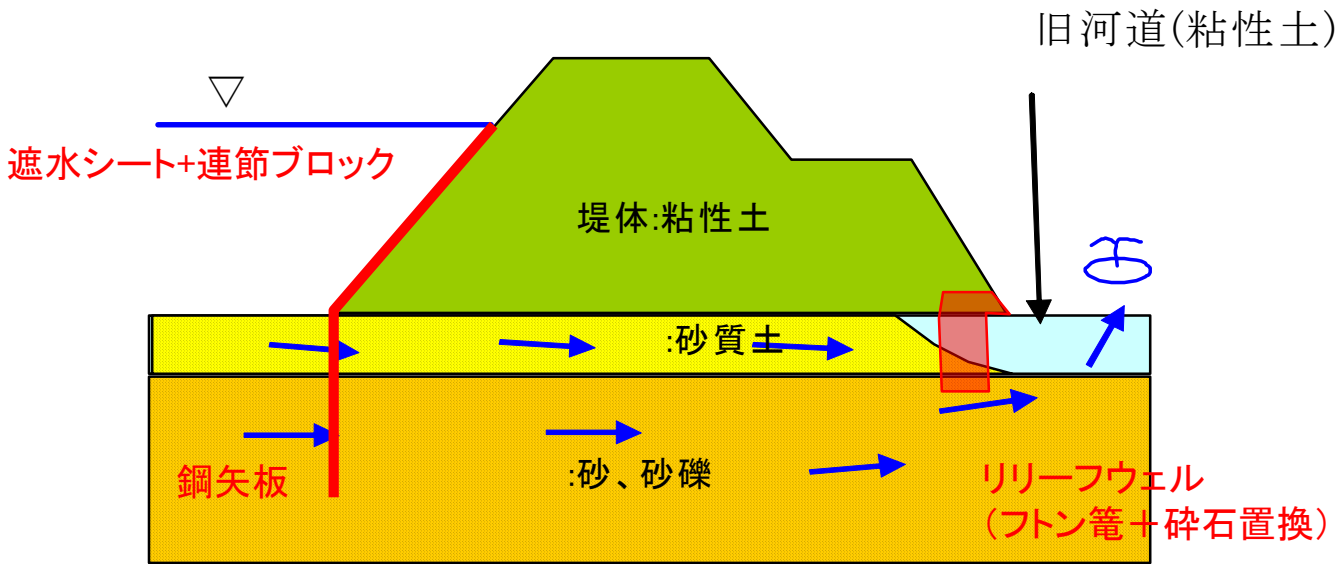 旧河道(粘性土)
▽
遮水シート+連節ブロック
堤体:粘性土
:砂質土
:砂、砂礫
鋼矢板
リリーフウェル
(フトン篭+砕石置換)